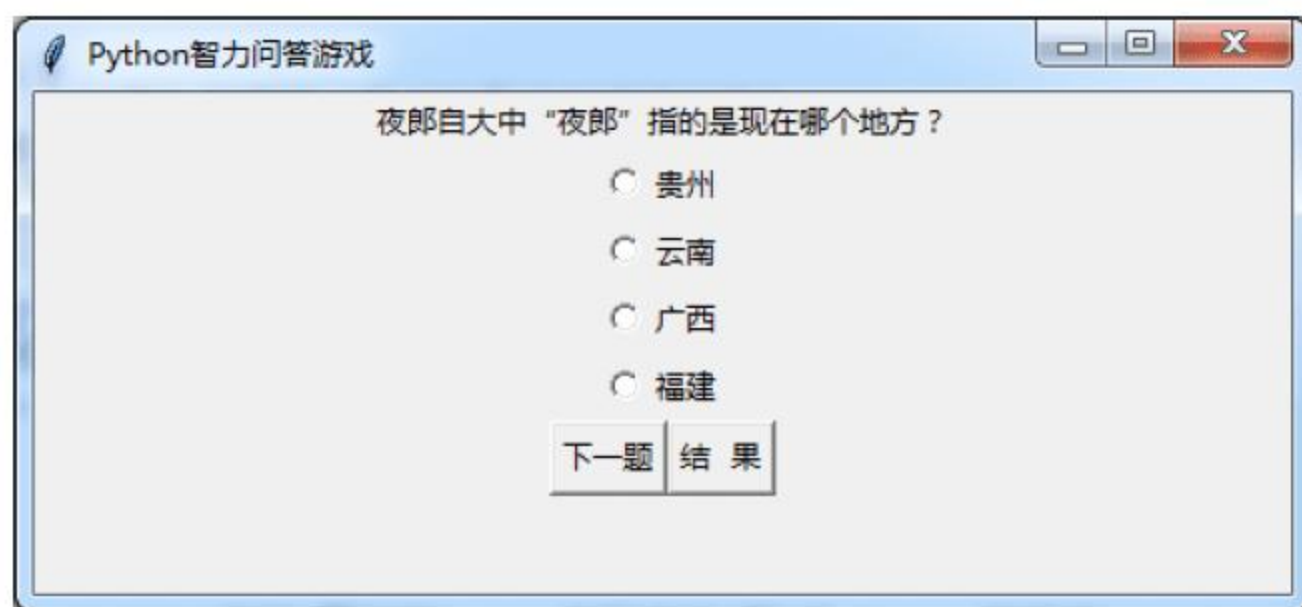 Python智力问答游戏
夜郎自大中“夜郎”指的是现在哪个地方？
贵州
云南
广西
福建
下一题 结 果